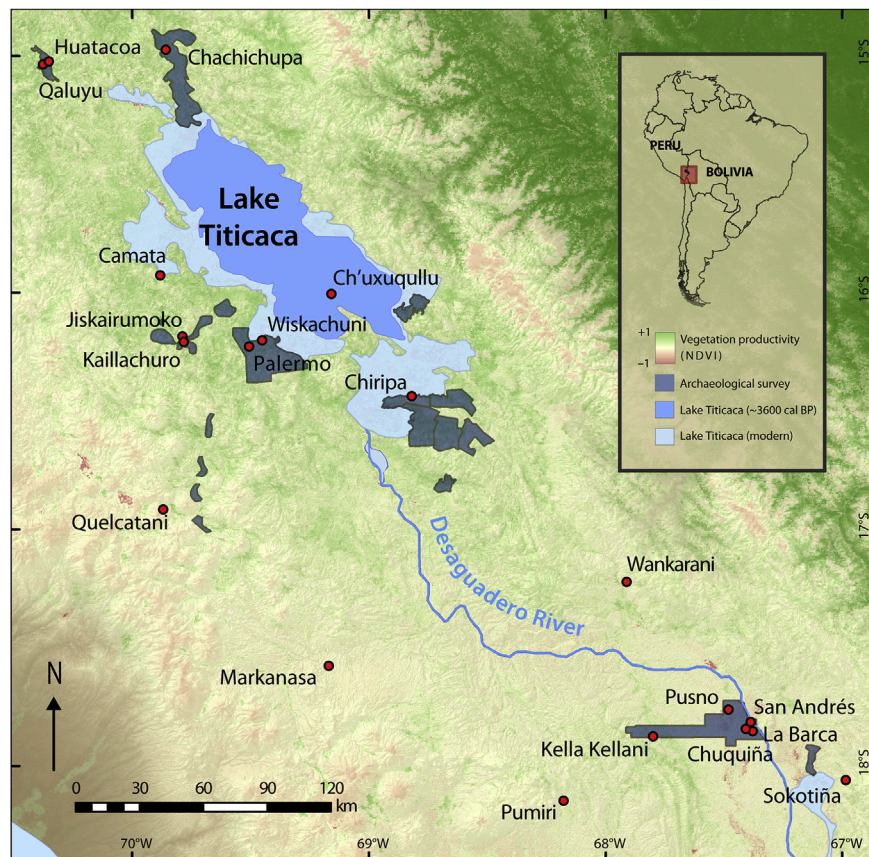 Huatacoa
Qaluyu
Chachichupa
15°S
Lake
Titicaca
Camata
Ch'uxuqullu
16°S
Jiskairumoko
Wiskachuni
Kaillachuro
Palermo
Chiripa
Quelcatani
17°S
Desaguadero River
Wankarani
Markanasa
N
Pusno
San Andrés
La Barca
Kella Kellani
Chuquiña
18°S
Sokotiña
Pumiri
0 30 60 90 120
km
70°W 69°W 68°W 67°W
PERU
BOLIVIA
+1
-1
Vegetation productivity
(NDVI)
Archaeological survey
Lake Titicaca (~3600 cal BP)
Lake Titicaca (modern)